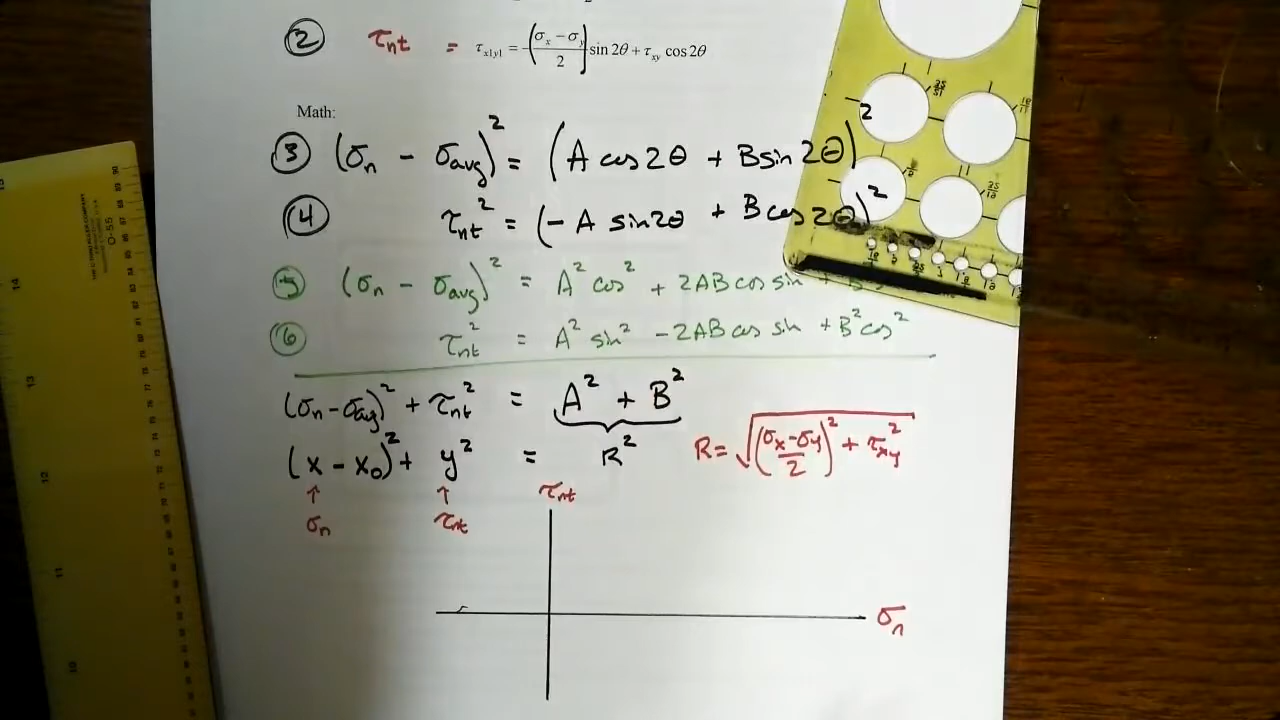 ② τnt = τx1y1 = -((σx − σy)/2) sin 2θ + τxy cos 2θ
Math:
③ (σn − σavg)² = (A cos 2θ + B sin 2θ)²
④ τnt² = (−A sin 2θ + B cos 2θ)²
⑤ (σn − σavg)² = A² cos² + 2AB cos sin +
⑥ τnt² = A² sin² − 2AB cos sin + B² cos²
(σn − σavg)² + τnt² = A² + B²
(x − x₀)² + y² = R² R = √(((σx − σy)/2)² + τxy²)
↑ ↑ τnt
σn τnt
σn